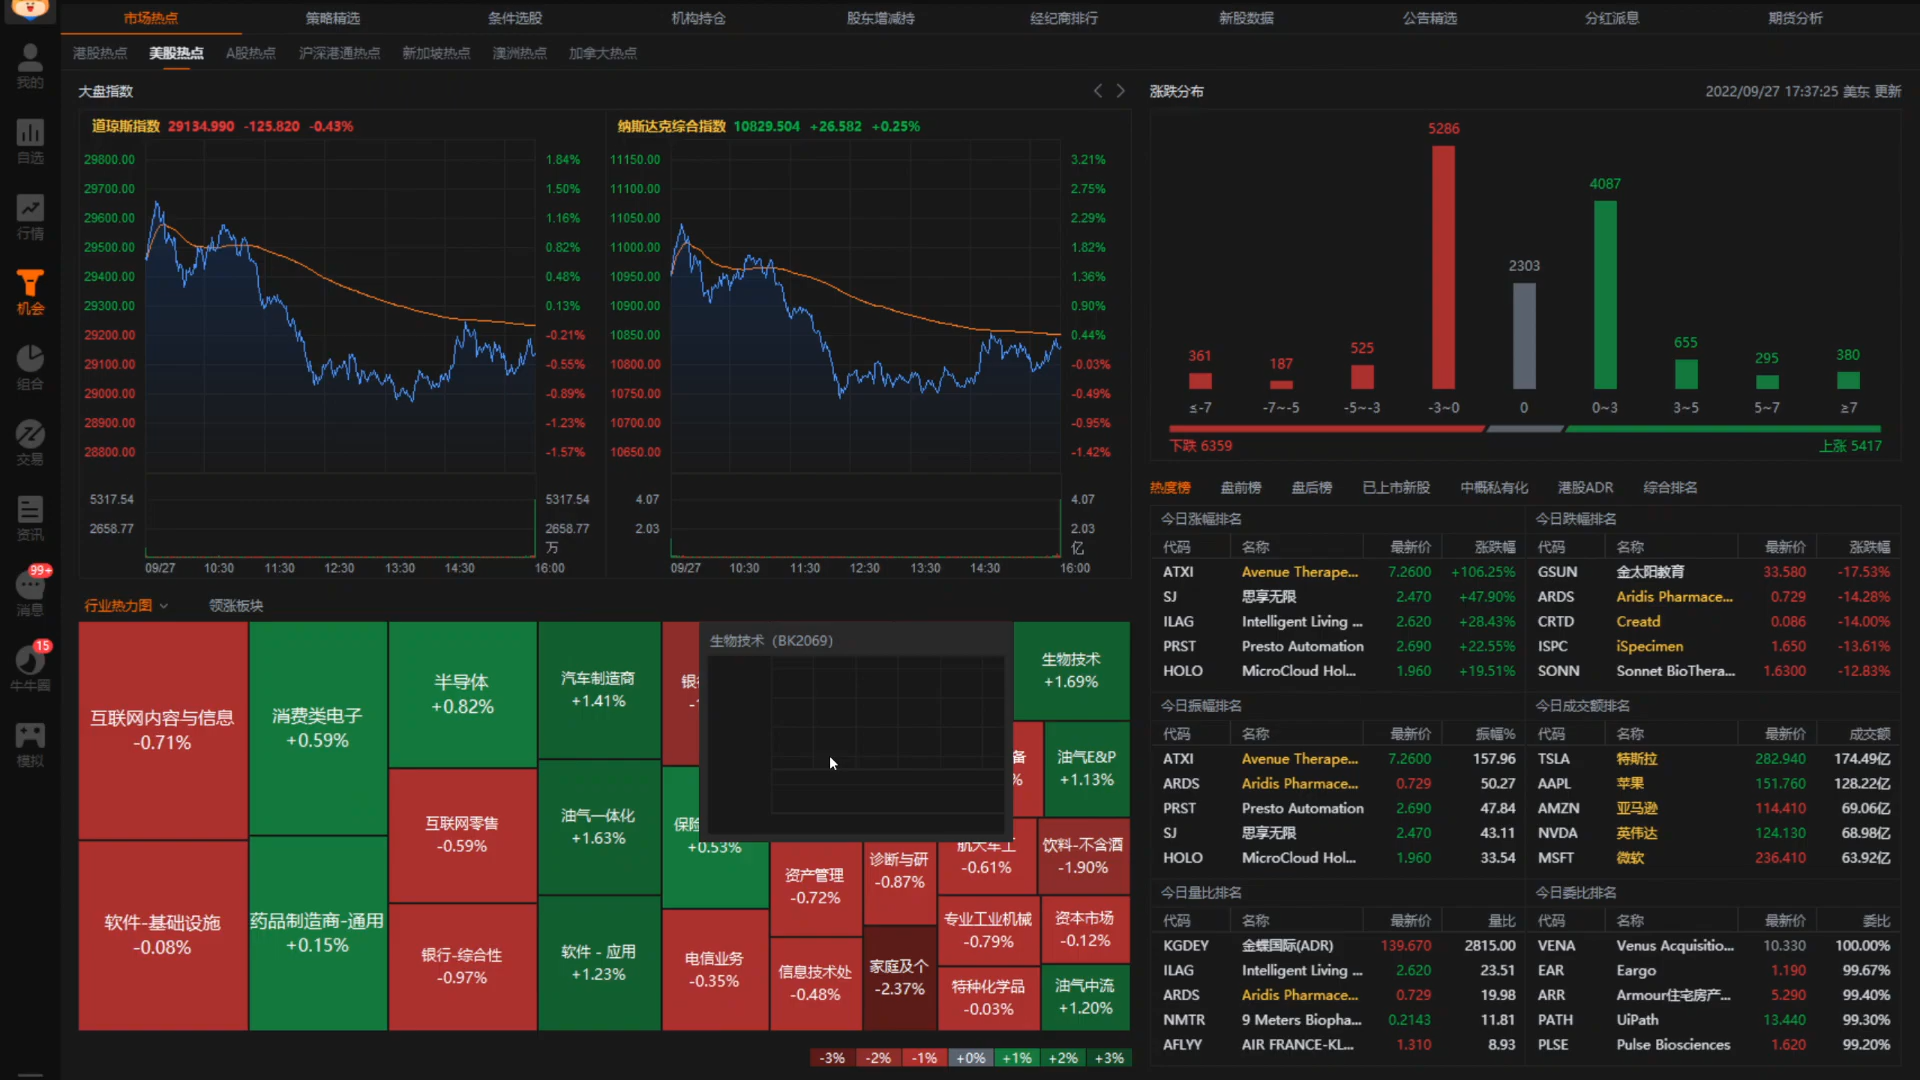 市场热点 策略精选 条件选股 机构持仓 股东增减持 经纪商排行 新股数据 公告精选 分红派息 期货分析
港股热点 美股热点 A股热点 沪深港通热点 新加坡热点 澳洲热点 加拿大热点
我的
自选
行情
机会
组合
交易
资讯
99+
消息
15
牛牛圈
模拟
大盘指数
道琼斯指数 29134.990 -125.820 -0.43%
29800.00 1.84%
29700.00 1.50%
29600.00 1.16%
29500.00 0.82%
29400.00 0.48%
29300.00 0.13%
29200.00 -0.21%
29100.00 -0.55%
29000.00 -0.89%
28900.00 -1.23%
28800.00 -1.57%
5317.54 5317.54
2658.77 2658.77
万
09/27 10:30 11:30 12:30 13:30 14:30 16:00
纳斯达克综合指数 10829.504 +26.582 +0.25%
11150.00 3.21%
11100.00 2.75%
11050.00 2.29%
11000.00 1.82%
10950.00 1.36%
10900.00 0.90%
10850.00 0.44%
10800.00 -0.03%
10750.00 -0.49%
10700.00 -0.95%
10650.00 -1.42%
4.07 4.07
2.03 2.03
亿
09/27 10:30 11:30 12:30 13:30 14:30 16:00
涨跌分布 2022/09/27 17:37:25 美东 更新
361 187 525 5286 2303 4087 655 295 380
≤-7 -7~-5 -5~-3 -3~0 0 0~3 3~5 5~7 ≥7
下跌 6359 上涨 5417
行业热力图 领涨板块
互联网内容与信息
-0.71%
软件-基础设施
-0.08%
消费类电子
+0.59%
药品制造商-通用
+0.15%
半导体
+0.82%
互联网零售
-0.59%
银行-综合性
-0.97%
汽车制造商
+1.41%
油气一体化
+1.63%
软件 - 应用
+1.23%
生物技术（BK2069）
+0.53%
电信业务
-0.35%
资产管理
-0.72%
信息技术处
-0.48%
诊断与研
-0.87%
家庭及个
-2.37%
生物技术
+1.69%
备
%
油气E&P
+1.13%
航天军工
-0.61%
饮料-不含酒
-1.90%
专业工业机械
-0.79%
资本市场
-0.12%
特种化学品
-0.03%
油气中流
+1.20%
-3% -2% -1% +0% +1% +2% +3%
热度榜 盘前榜 盘后榜 已上市新股 中概私有化 港股ADR 综合排名
今日涨幅排名
代码 名称 最新价 涨跌幅
ATXI Avenue Therape... 7.2600 +106.25%
SJ 思享无限 2.470 +47.90%
ILAG Intelligent Living ... 2.620 +28.43%
PRST Presto Automation 2.690 +22.55%
HOLO MicroCloud Hol... 1.960 +19.51%
今日跌幅排名
代码 名称 最新价 涨跌幅
GSUN 金太阳教育 33.580 -17.53%
ARDS Aridis Pharmace... 0.729 -14.28%
CRTD Creatd 0.086 -14.00%
ISPC iSpecimen 1.650 -13.61%
SONN Sonnet BioThera... 1.6300 -12.83%
今日振幅排名
代码 名称 最新价 振幅%
ATXI Avenue Therape... 7.2600 157.96
ARDS Aridis Pharmace... 0.729 50.27
PRST Presto Automation 2.690 47.84
SJ 思享无限 2.470 43.11
HOLO MicroCloud Hol... 1.960 33.54
今日成交额排名
代码 名称 最新价 成交额
TSLA 特斯拉 282.940 174.49亿
AAPL 苹果 151.760 128.22亿
AMZN 亚马逊 114.410 69.06亿
NVDA 英伟达 124.130 68.98亿
MSFT 微软 236.410 63.92亿
今日量比排名
代码 名称 最新价 量比
KGDEY 金蝶国际(ADR) 139.670 2815.00
ILAG Intelligent Living ... 2.620 23.51
ARDS Aridis Pharmace... 0.729 19.98
NMTR 9 Meters Biopha... 0.2143 11.81
AFLYY AIR FRANCE-KL... 1.310 8.93
今日委比排名
代码 名称 最新价 委比
VENA Venus Acquisitio... 10.330 100.00%
EAR Eargo 1.190 99.67%
ARR Armour住宅房产... 5.290 99.40%
PATH UiPath 13.440 99.30%
PLSE Pulse Biosciences 1.620 99.20%